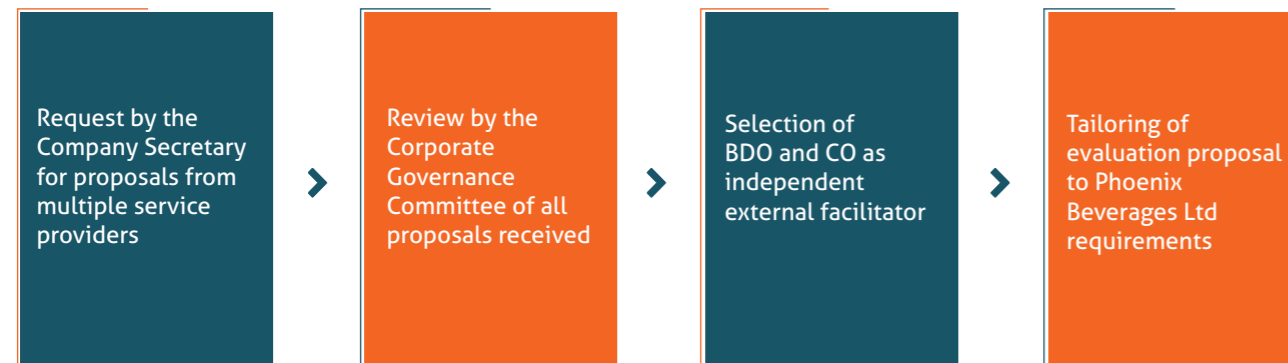 Request by the
Company Secretary
for proposals from
multiple service
providers
Review by the
Corporate
Governance
Committee of all
proposals received
Selection of
BDO and CO as
independent
external facilitator
Tailoring of
evaluation proposal
to Phoenix
Beverages Ltd
requirements